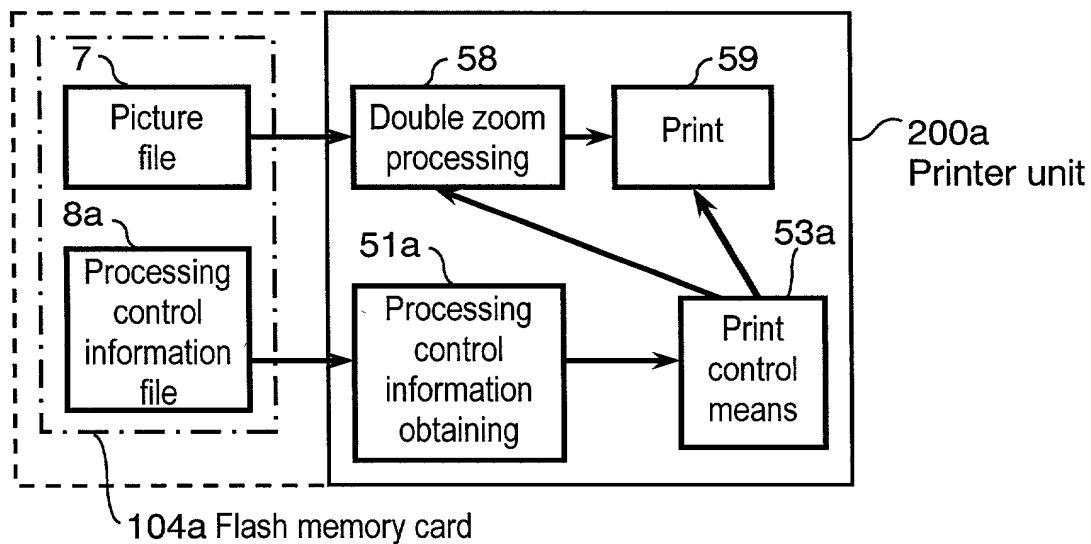 7
Picture
file
58
Double zoom
processing
59
Print
200a
Printer unit
8a
Processing
control
information
file
51a
Processing
control
information
obtaining
53a
Print
control
means
104a Flash memory card